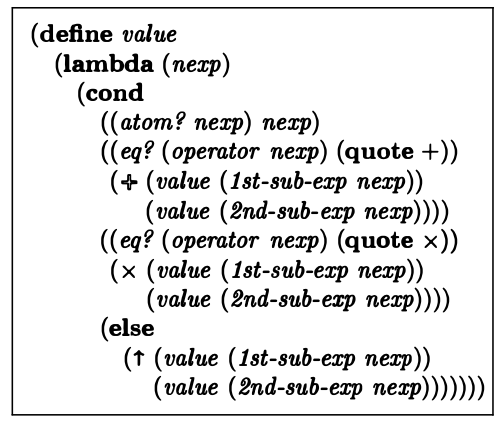 (define value
(lambda (nexp)
(cond
((atom? nexp) nexp)
((eq? (operator nexp) (quote +))
(✢ (value (1st-sub-exp nexp))
(value (2nd-sub-exp nexp))))
((eq? (operator nexp) (quote ×))
(× (value (1st-sub-exp nexp))
(value (2nd-sub-exp nexp))))
(else
(↑ (value (1st-sub-exp nexp))
(value (2nd-sub-exp nexp)))))))